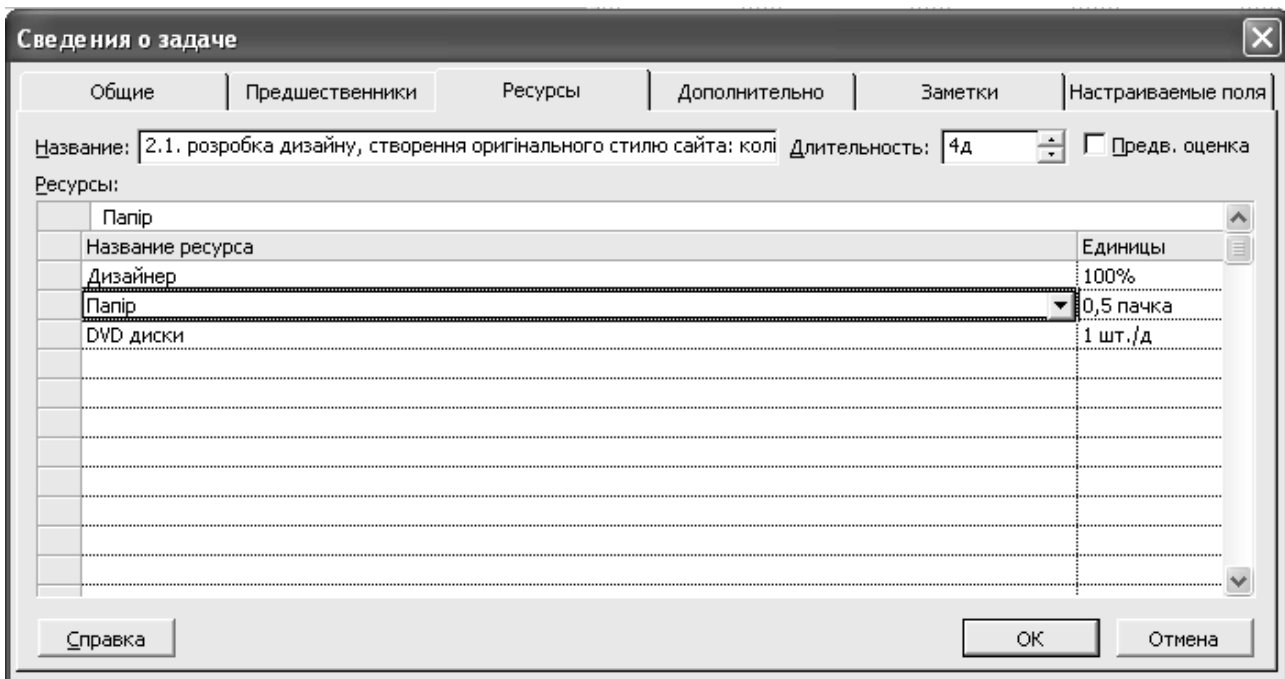 Сведения о задаче
Общие Предшественники Ресурсы Дополнительно Заметки Настраиваемые поля
Название: 2.1. розробка дизайну, створення оригінального стилю сайта: колі Длительность: 4д Предв. оценка
Ресурсы:
Папір
Название ресурса Единицы
Дизайнер 100%
Папір 0,5 пачка
DVD диски 1 шт./д
Справка ОК Отмена